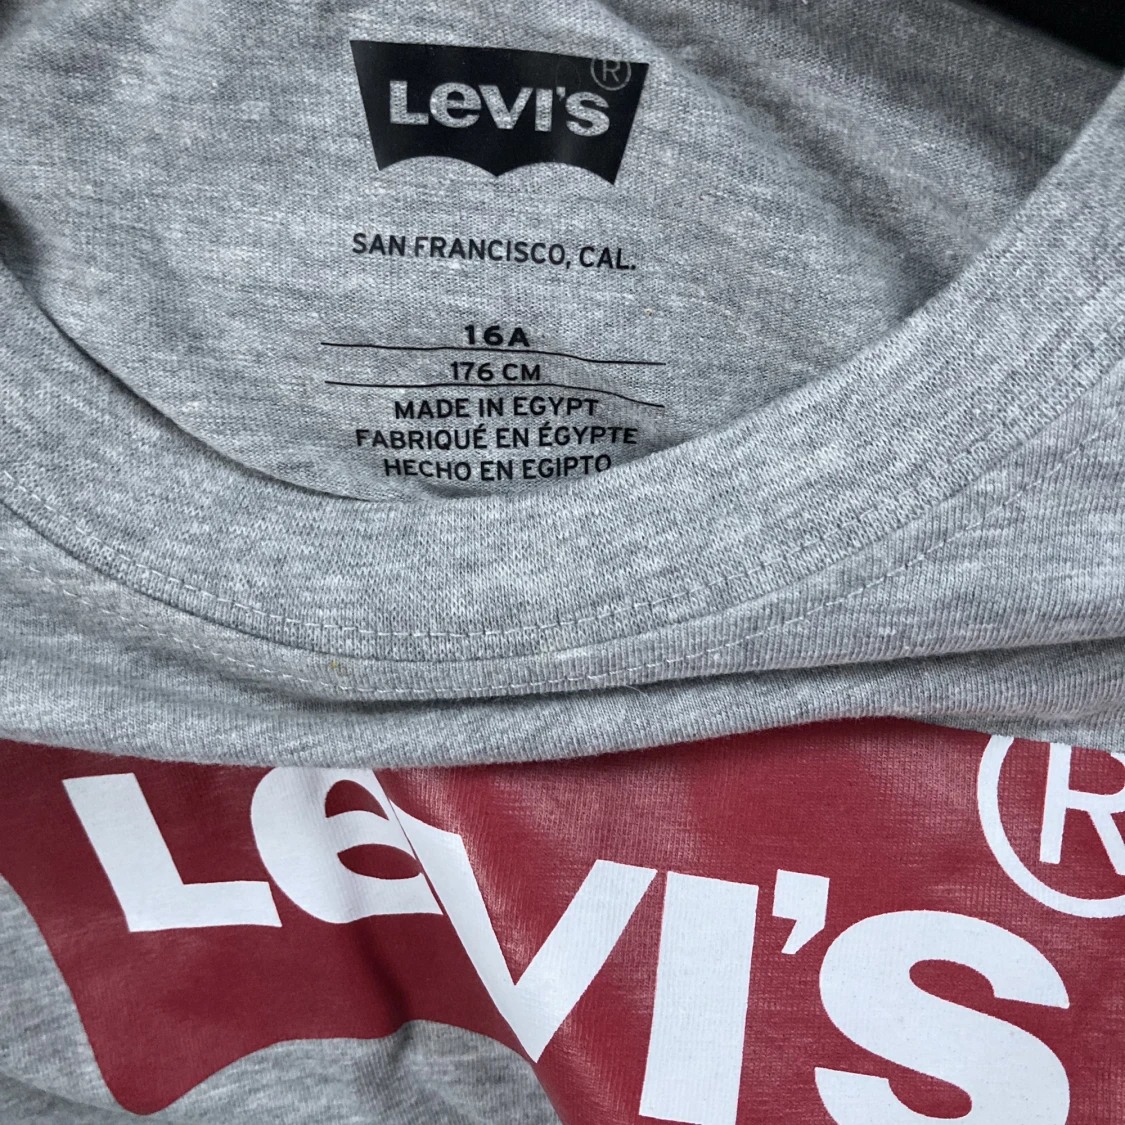 LEVI'S®
SAN FRANCISCO, CAL.
16A
176 CM
MADE IN EGYPT
FABRIQUÉ EN ÉGYPTE
HECHO EN EGIPTO
LEVI'S®